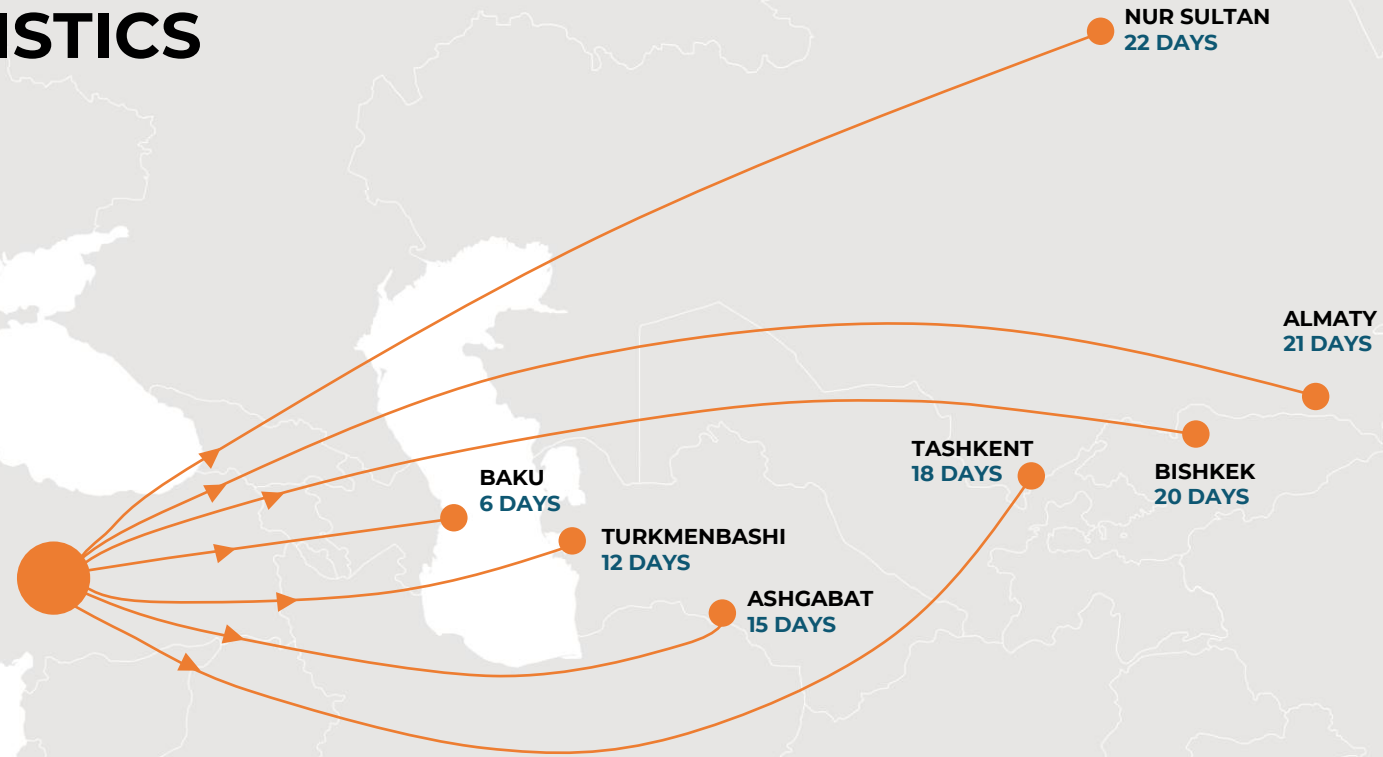 ISTICS
NUR SULTAN
22 DAYS
ALMATY
21 DAYS
TASHKENT
18 DAYS
BISHKEK
20 DAYS
BAKU
6 DAYS
TURKMENBASHI
12 DAYS
ASHGABAT
15 DAYS